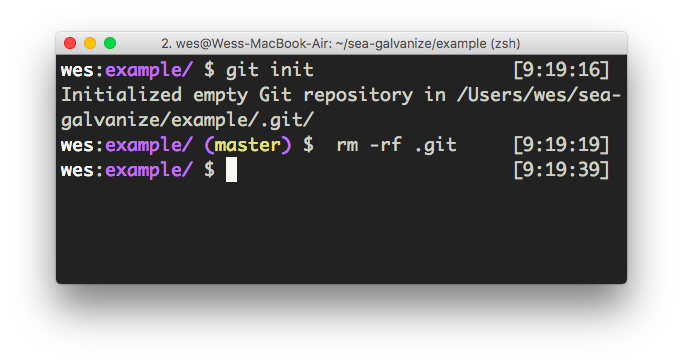 2. wes@Wess-MacBook-Air: ~/sea-galvanize/example (zsh)
wes:example/ $ git init [9:19:16]
Initialized empty Git repository in /Users/wes/sea-
galvanize/example/.git/
wes:example/ (master) $  rm -rf .git [9:19:19]
wes:example/ $ [9:19:39]